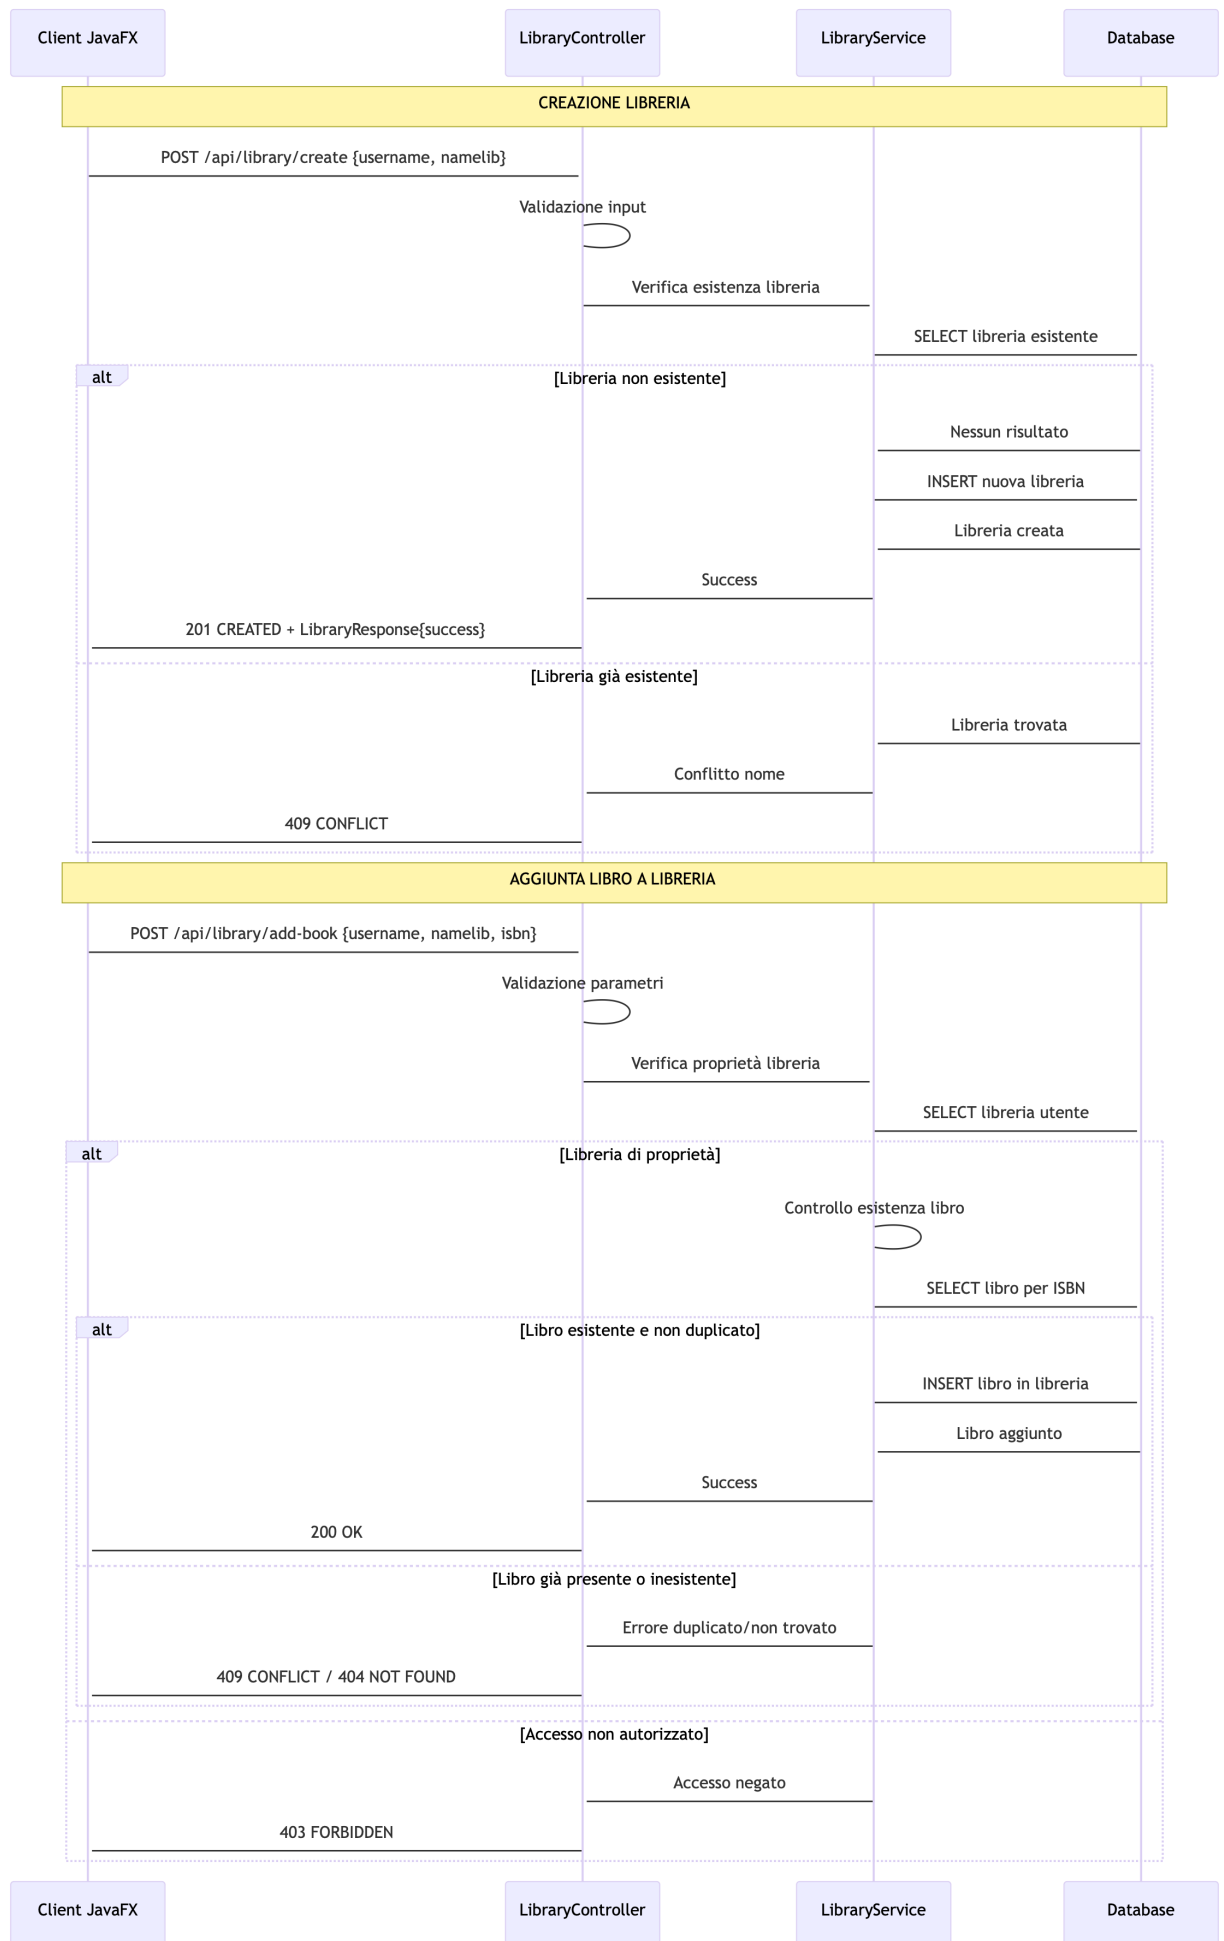 Client JavaFX
LibraryController
LibraryService
Database
CREAZIONE LIBRERIA
POST /api/library/create {username, namelib}
Validazione input
Verifica esistenza libreria
SELECT libreria esistente
alt
[Libreria non esistente]
Nessun risultato
INSERT nuova libreria
Libreria creata
Success
201 CREATED + LibraryResponse{success}
[Libreria già esistente]
Libreria trovata
Conflitto nome
409 CONFLICT
AGGIUNTA LIBRO A LIBRERIA
POST /api/library/add-book {username, namelib, isbn}
Validazione parametri
Verifica proprietà libreria
SELECT libreria utente
alt
[Libreria di proprietà]
Controllo esistenza libro
SELECT libro per ISBN
alt
[Libro esistente e non duplicato]
INSERT libro in libreria
Libro aggiunto
Success
200 OK
[Libro già presente o inesistente]
Errore duplicato/non trovato
409 CONFLICT / 404 NOT FOUND
[Accesso non autorizzato]
Accesso negato
403 FORBIDDEN
Client JavaFX
LibraryController
LibraryService
Database